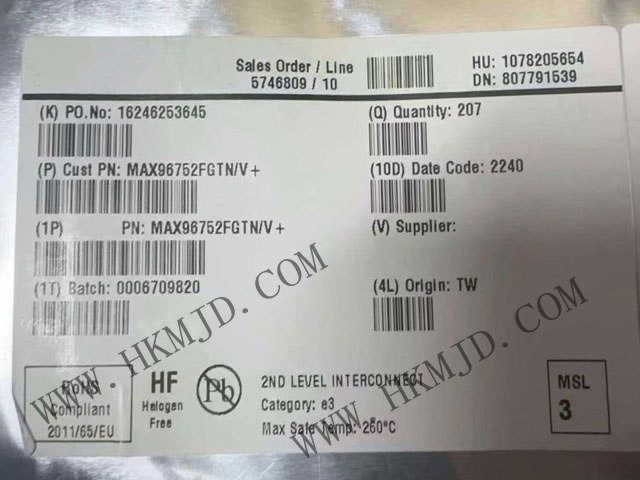 Sales Order / Line
5746809 / 10
HU: 1078205654
DN: 807791539
(K) PO.No: 16246253645
(Q) Quantity: 207
(P) Cust PN: MAX96752FGTN/V+
(10D) Date Code: 2240
(1P) PN: MAX96752FGTN/V+
(V) Supplier:
(1T) Batch: 0006709820
(4L) Origin: TW
RoHS
Compliant
2011/65/EU
HF
Halogen
Free
Pb
2ND LEVEL INTERCONNECT
Category: e3
Max Safe Temp: 260°C
MSL
3
WWW.HKMJD.COM
WWW.HKMJD.COM